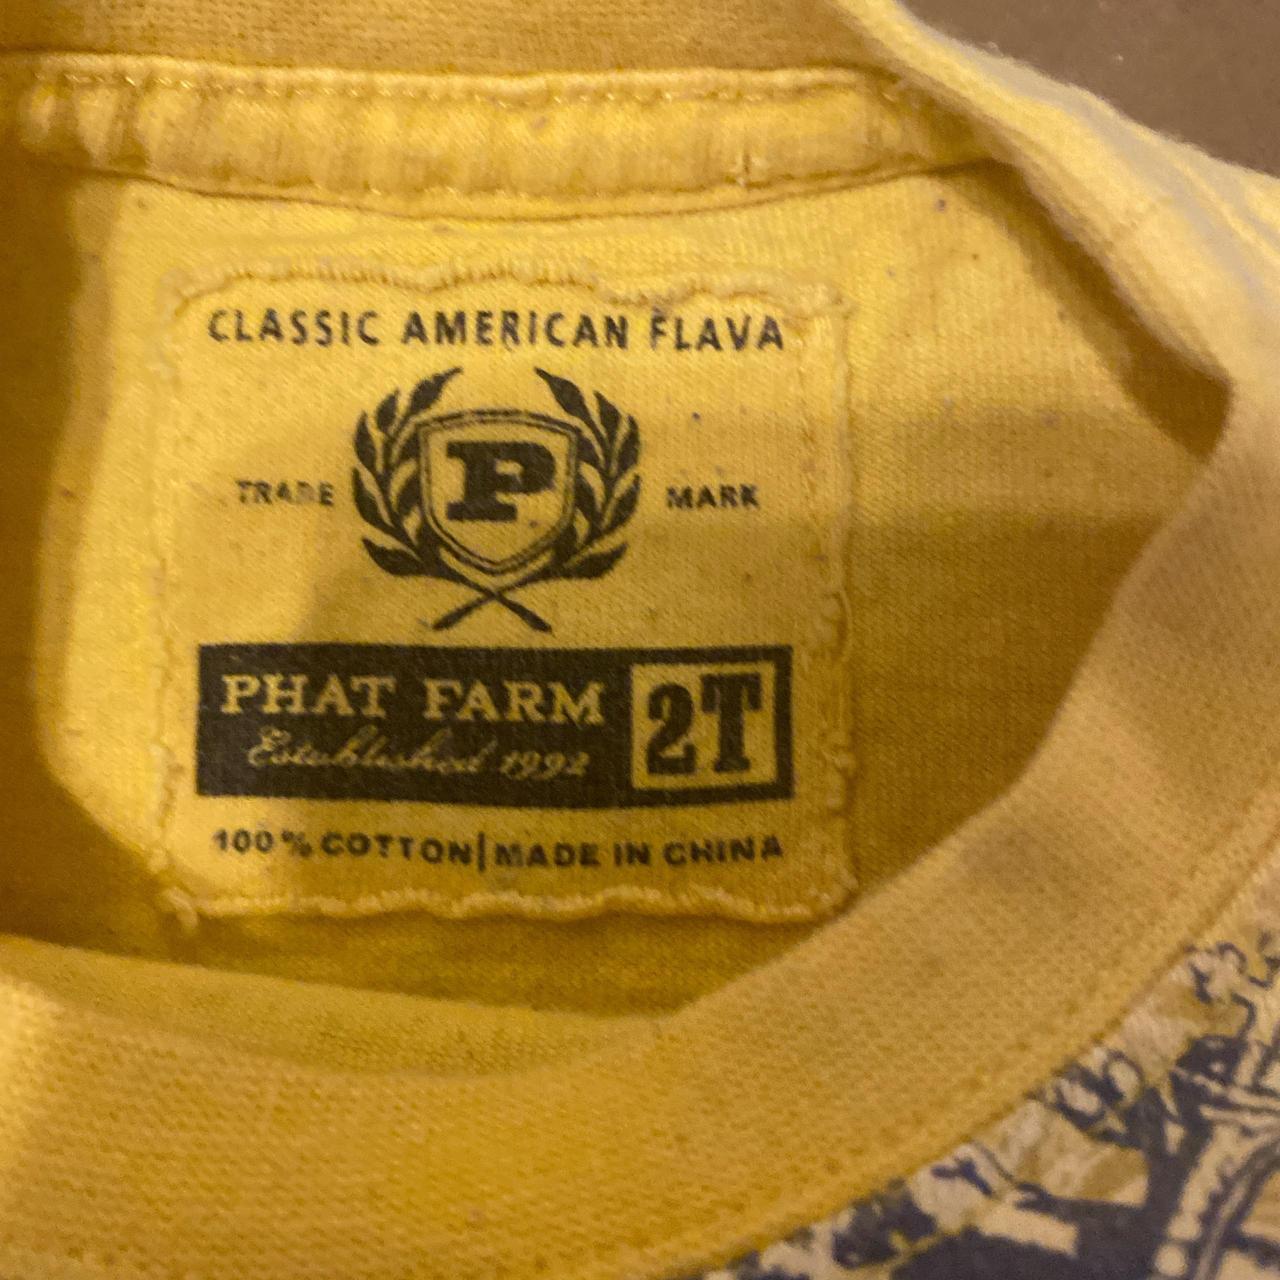 CLASSIC AMERICAN FLAVA
TRADE P MARK
PHAT FARM 2T
Established 1992
100% COTTON|MADE IN CHINA